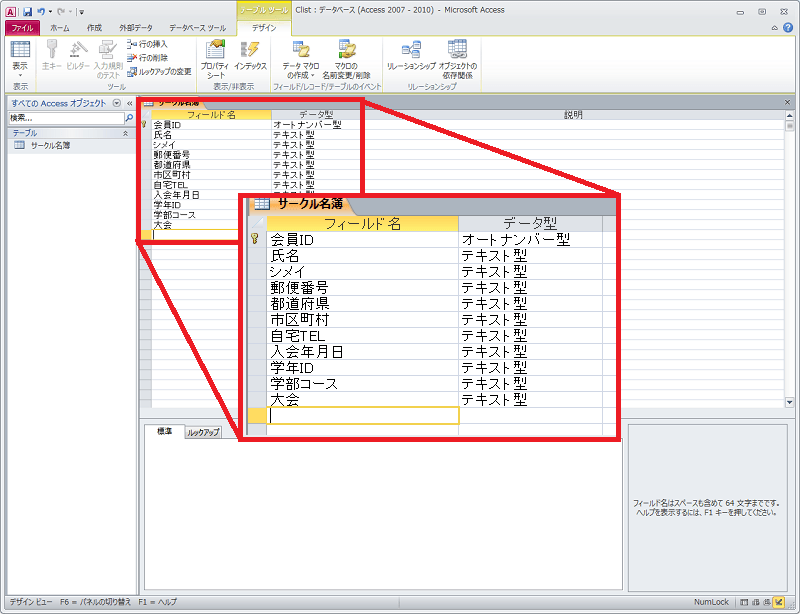 テーブル ツール
Clist : データベース (Access 2007 - 2010) - Microsoft Access
ファイル ホーム 作成 外部データ データベース ツール デザイン
表示
主キー
ビルダー
入力規則
のテスト
行の挿入
行の削除
ルックアップの変更
プロパティ
シート
インデックス
データ マクロ
の作成
マクロの
名前変更/削除
リレーションシップ
オブジェクトの
依存関係
表示
ツール
表示/非表示
フィールド/レコード/テーブルのイベント
リレーションシップ
すべての Access オブジェクト
検索...
テーブル
サークル名簿
サークル名簿
フィールド名 データ型 説明
会員ID オートナンバー型
氏名 テキスト型
シメイ テキスト型
郵便番号 テキスト型
都道府県 テキスト型
市区町村 テキスト型
自宅TEL テキスト型
入会年月日
学年ID
学部コース
大会
サークル名簿
フィールド名 データ型
会員ID オートナンバー型
氏名 テキスト型
シメイ テキスト型
郵便番号 テキスト型
都道府県 テキスト型
市区町村 テキスト型
自宅TEL テキスト型
入会年月日 テキスト型
学年ID テキスト型
学部コース テキスト型
大会 テキスト型
標準 ルックアップ
フィールド名はスペースも含めて 64 文字までです。
ヘルプを表示するには、F1 キーを押してください。
デザイン ビュー F6 = パネルの切り替え F1 = ヘルプ
NumLock